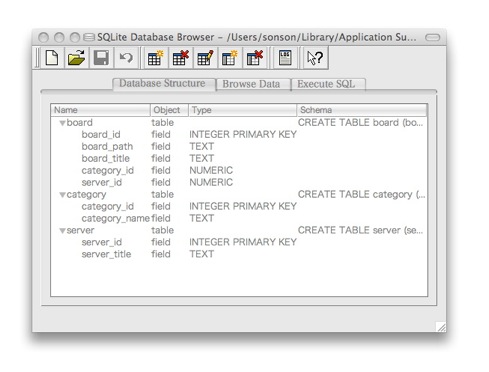 SQLite Database Browser – /Users/sonson/Library/Application Su...
LOG
Database Structure Browse Data Execute SQL
Name Object Type Schema
board table CREATE TABLE board (bo...
board_id field INTEGER PRIMARY KEY
board_path field TEXT
board_title field TEXT
category_id field NUMERIC
server_id field NUMERIC
category table CREATE TABLE category (...
category_id field INTEGER PRIMARY KEY
category_name field TEXT
server table CREATE TABLE server (se...
server_id field INTEGER PRIMARY KEY
server_title field TEXT